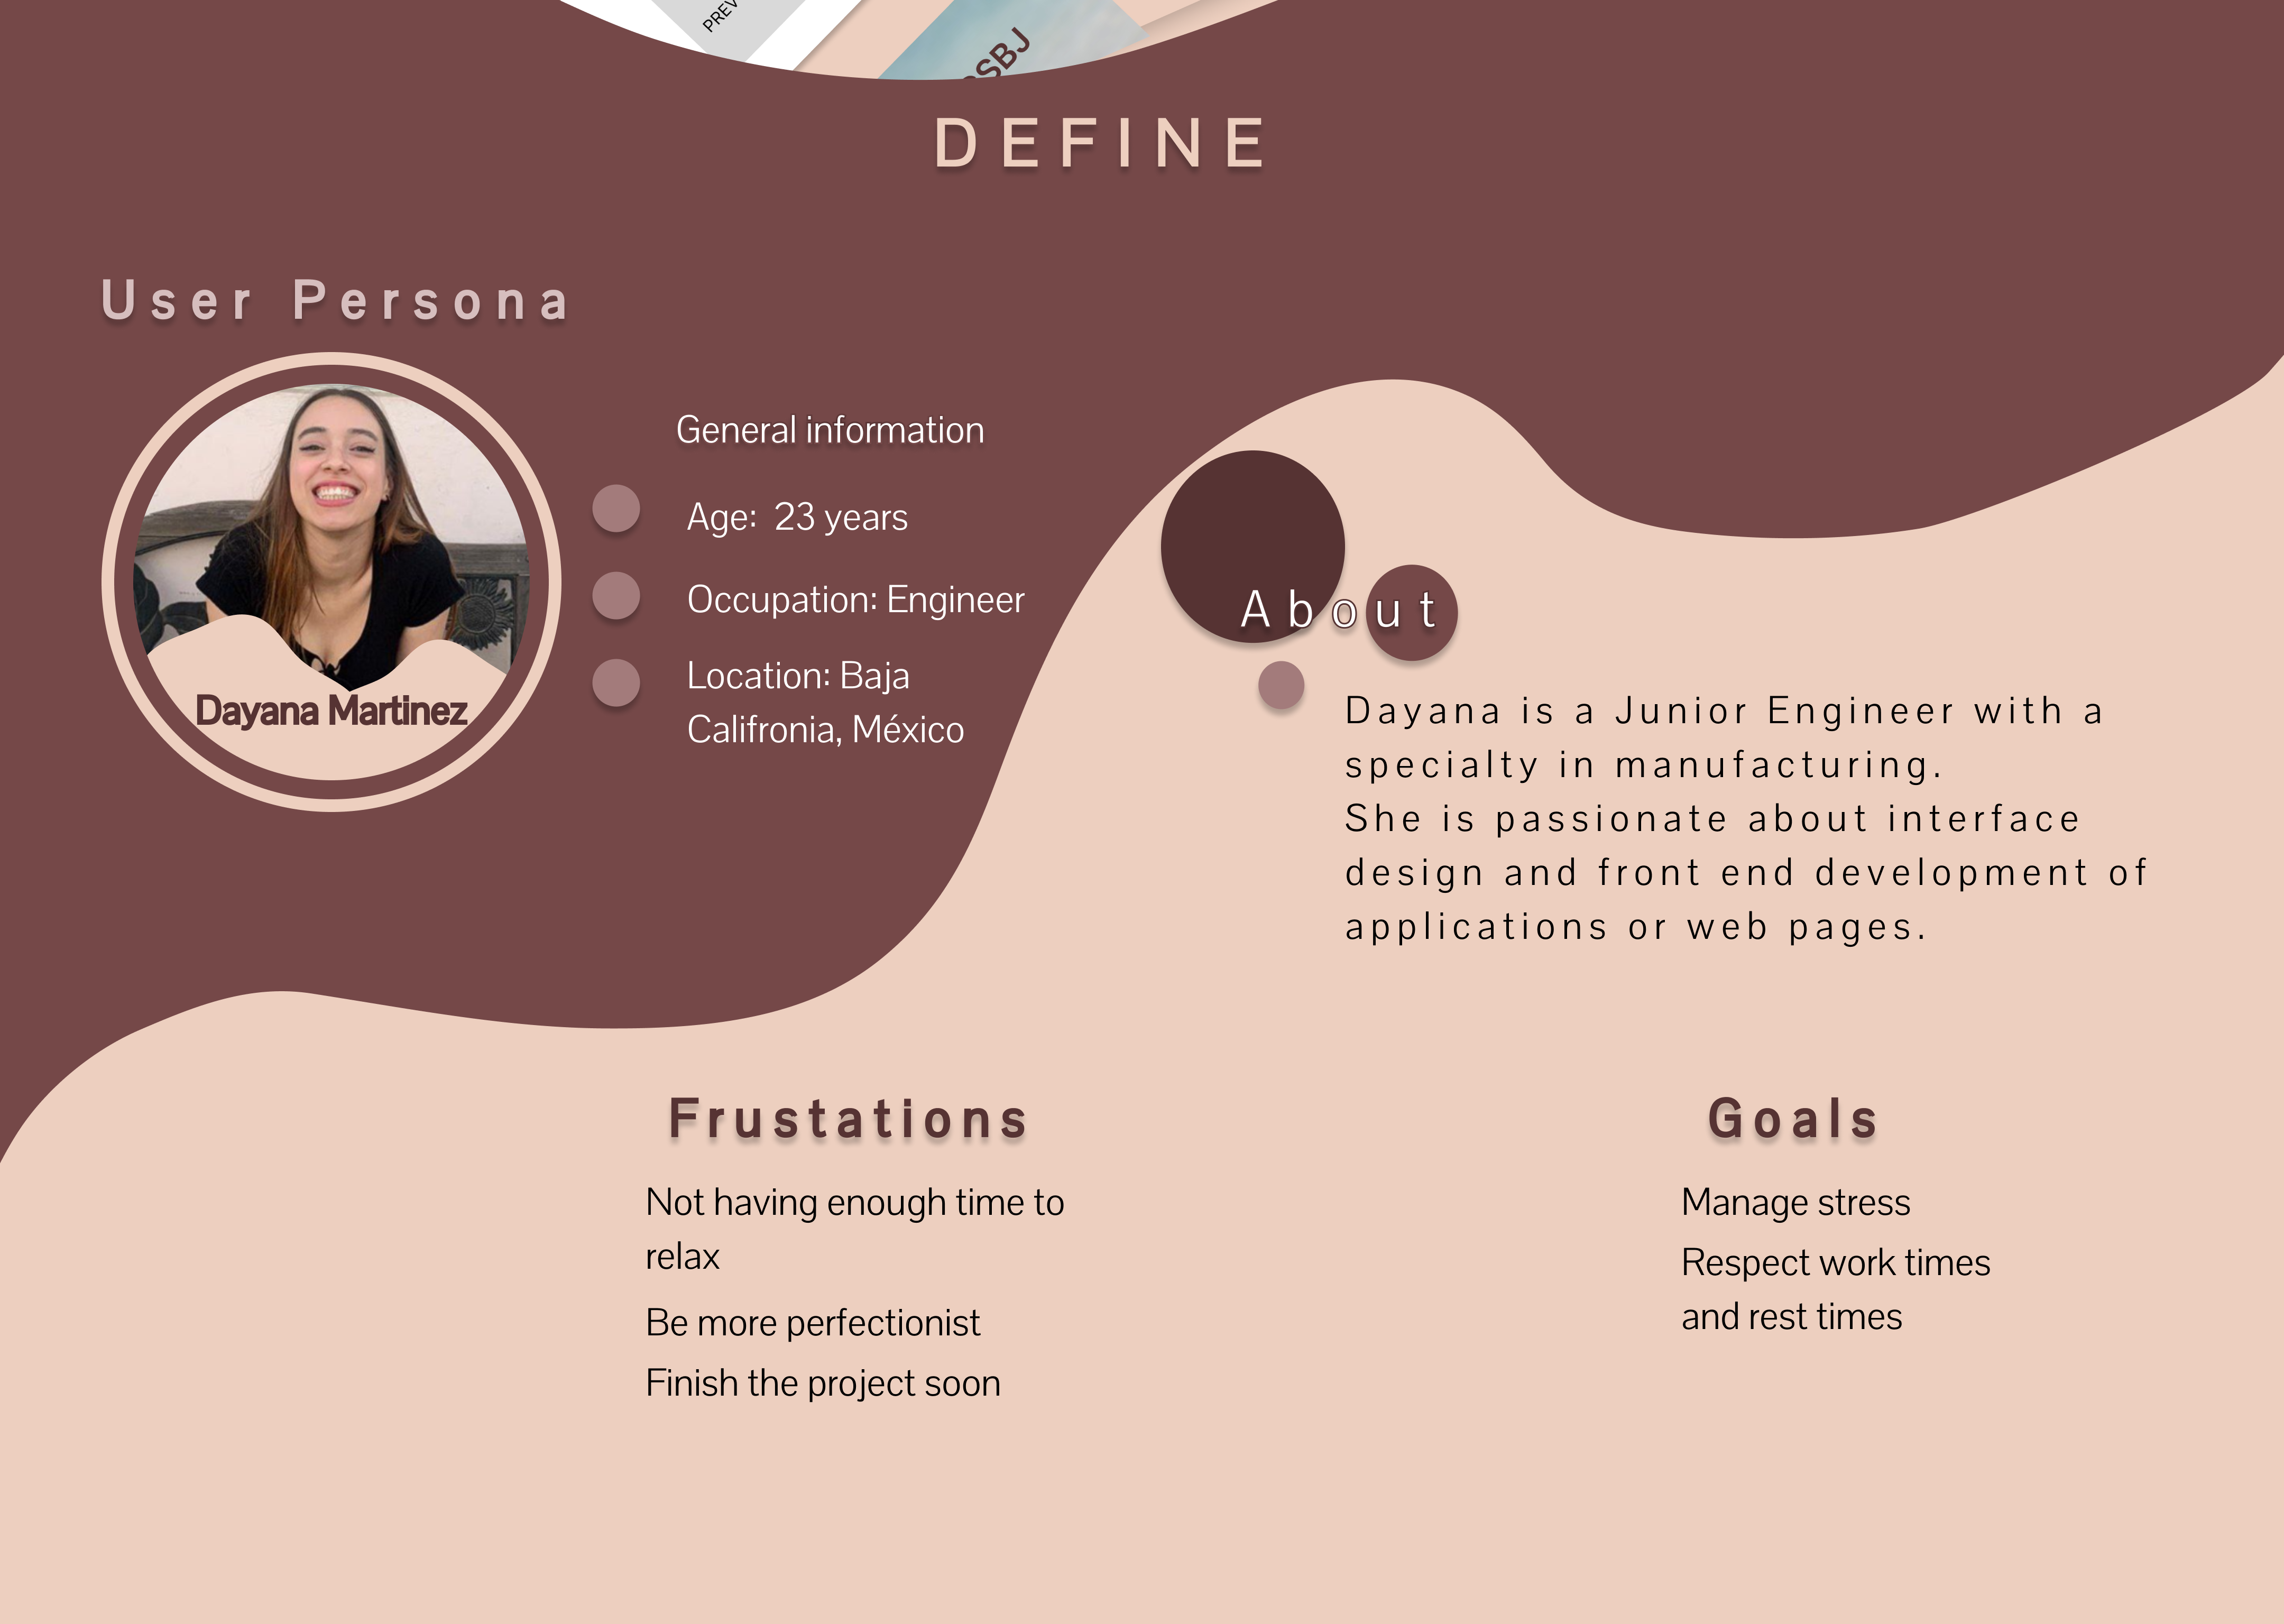 PREV
SBJ
DEFINE
User Persona
General information
Age: 23 years
Occupation: Engineer
Location: Baja
Califronia, México
Dayana Martinez
About
Dayana is a Junior Engineer with a
specialty in manufacturing.
She is passionate about interface
design and front end development of
applications or web pages.
Frustations
Not having enough time to
relax
Be more perfectionist
Finish the project soon
Goals
Manage stress
Respect work times
and rest times